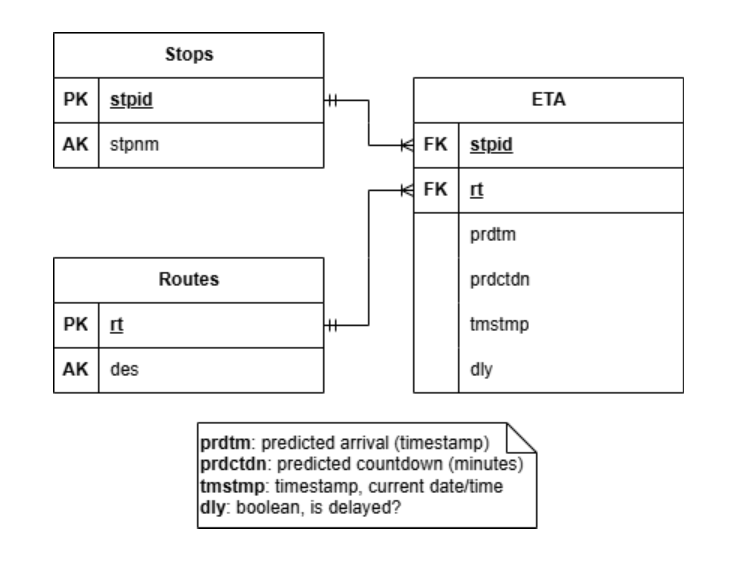 Stops
PK stpid
AK stpnm
ETA
FK stpid
FK rt
prdtm
prdctdn
tmstmp
dly
Routes
PK rt
AK des
prdtm: predicted arrival (timestamp)
prdctdn: predicted countdown (minutes)
tmstmp: timestamp, current date/time
dly: boolean, is delayed?